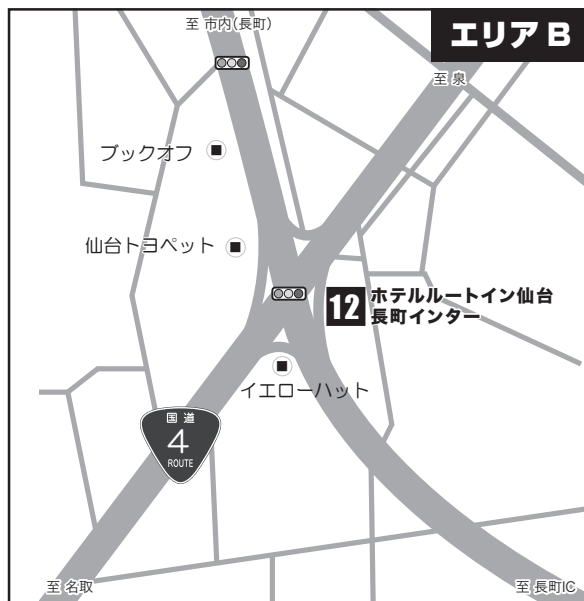 エリア B
至 市内(長町)
至 泉
ブックオフ
仙台トヨペット
12
ホテルルートイン仙台
長町インター
イエローハット
国道
4
ROUTE
至 名取
至 長町IC